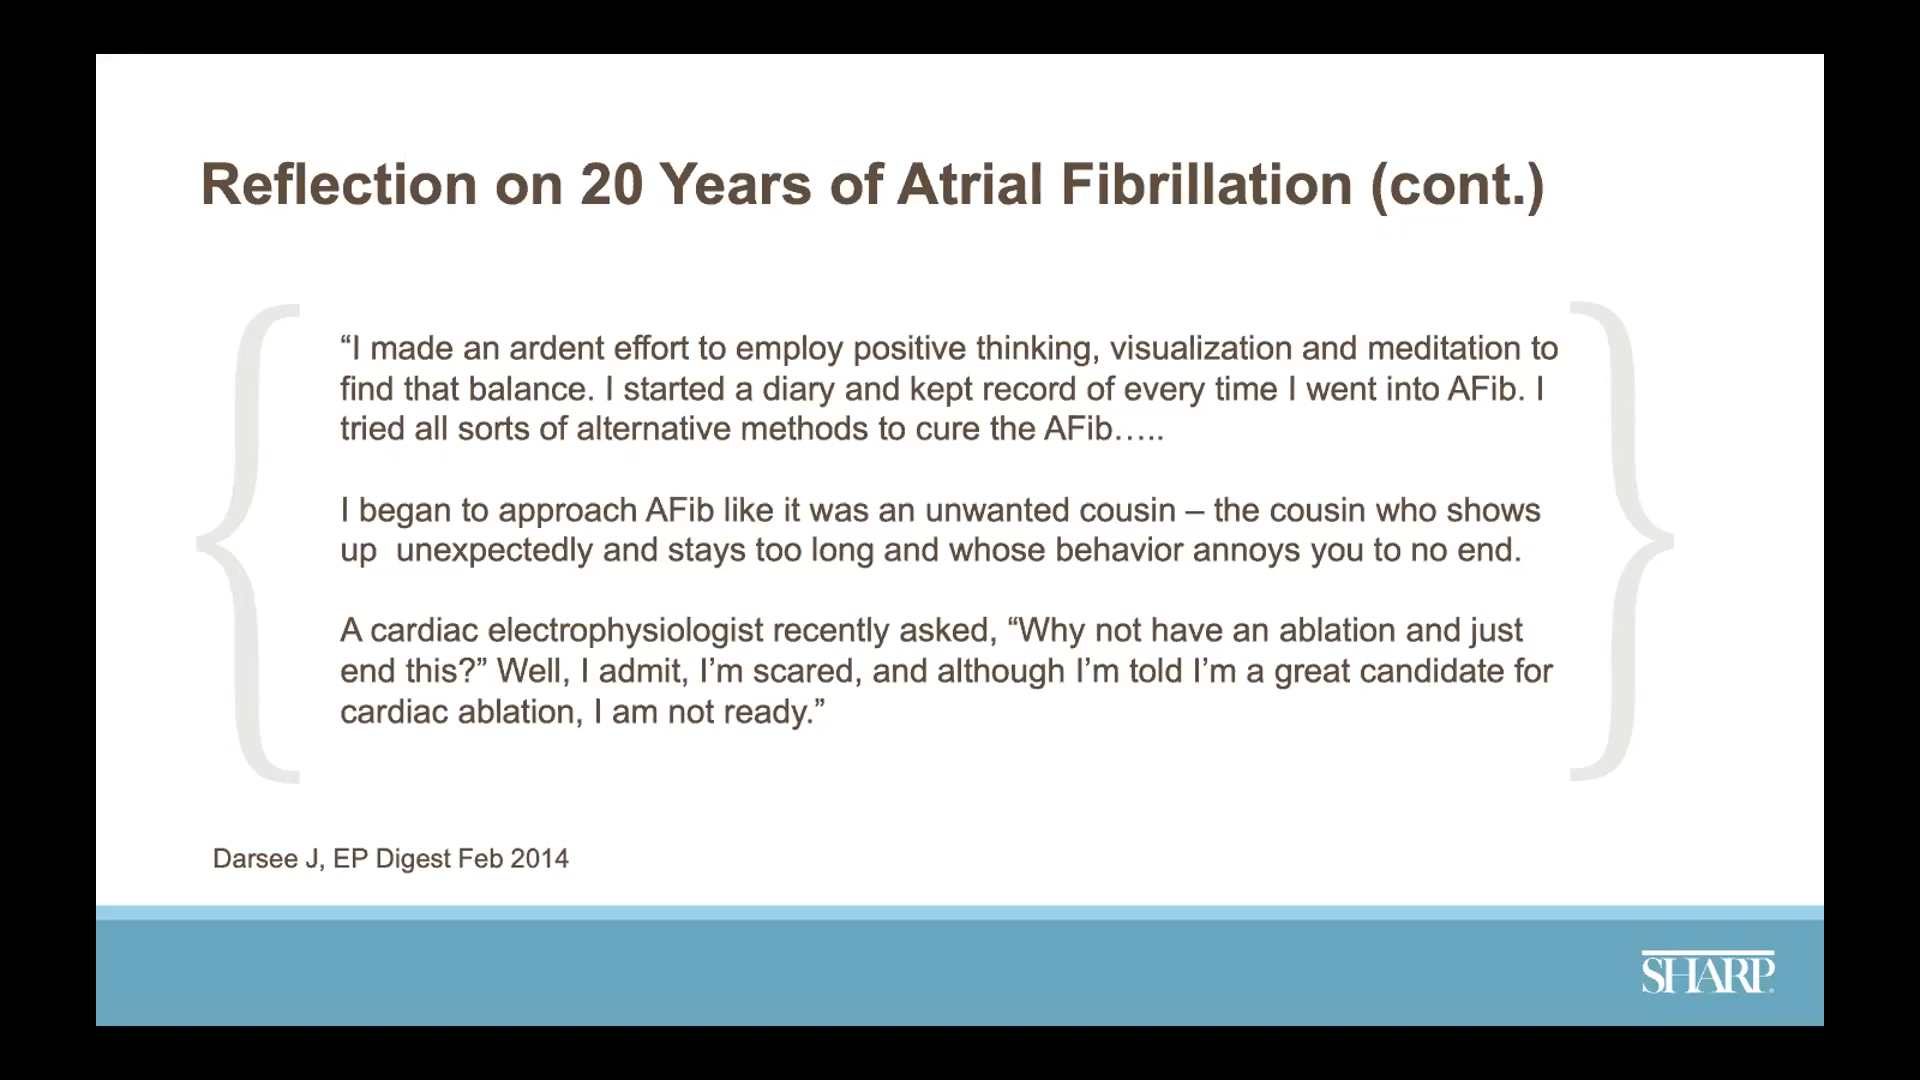 Reflection on 20 Years of Atrial Fibrillation (cont.)
“I made an ardent effort to employ positive thinking, visualization and meditation to
find that balance. I started a diary and kept record of every time I went into AFib. I
tried all sorts of alternative methods to cure the AFib…..
I began to approach AFib like it was an unwanted cousin – the cousin who shows
up  unexpectedly and stays too long and whose behavior annoys you to no end.
A cardiac electrophysiologist recently asked, “Why not have an ablation and just
end this?” Well, I admit, I’m scared, and although I’m told I’m a great candidate for
cardiac ablation, I am not ready.”
Darsee J, EP Digest Feb 2014
SHARP